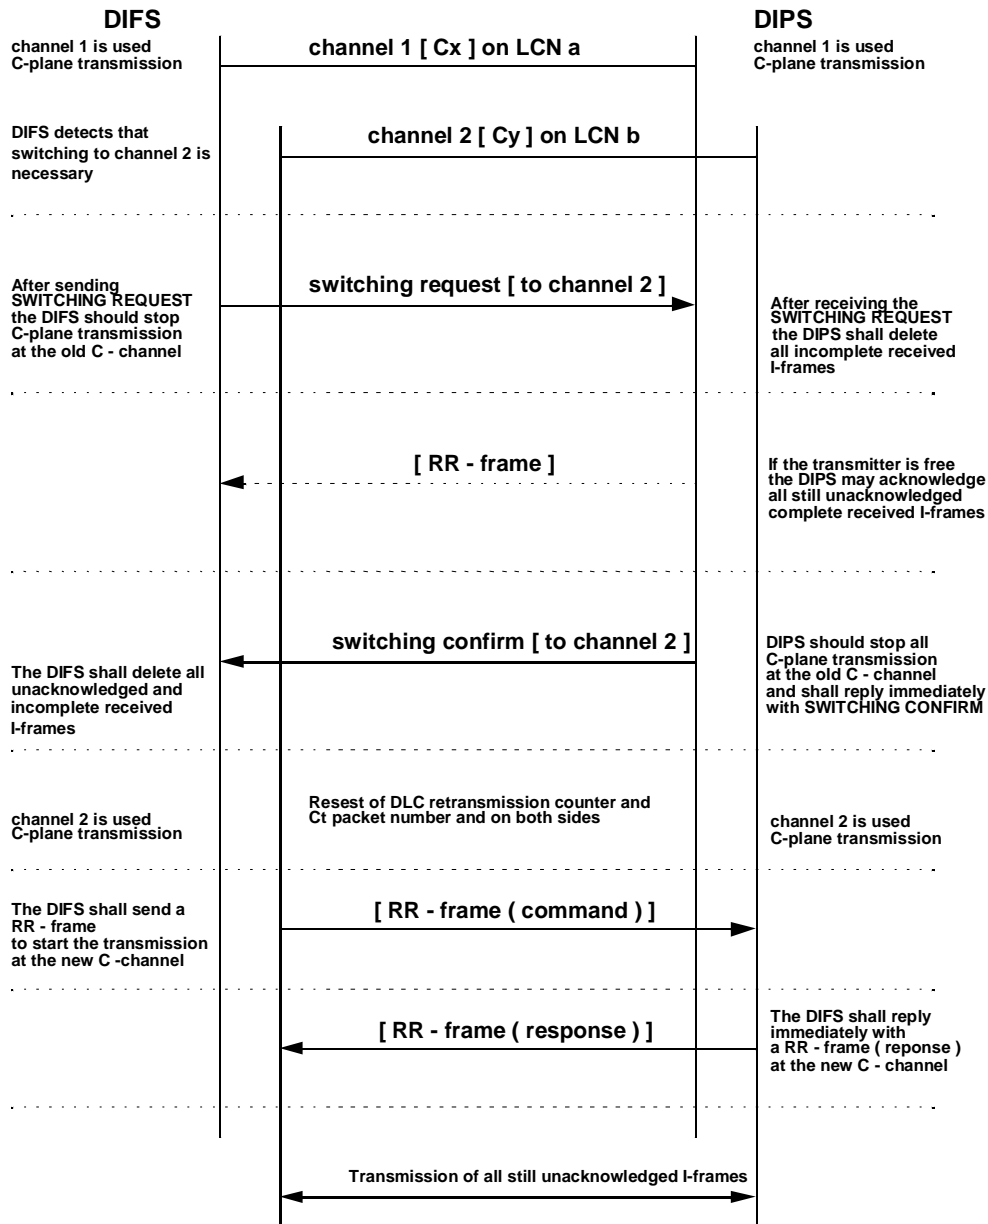 DIFS
DIPS
channel 1 is used
C-plane transmission
channel 1 [ Cx ] on LCN a
channel 1 is used
C-plane transmission
DIFS detects that
switching to channel 2 is
necessary
channel 2 [ Cy ] on LCN b
After sending
SWITCHING REQUEST
the DIFS should stop
C-plane transmission
at the old C - channel
switching request [ to channel 2 ]
After receiving the
SWITCHING REQUEST
the DIPS shall delete
all incomplete received
I-frames
[ RR - frame ]
If the transmitter is free
the DIPS may acknowledge
all still unacknowledged
complete received I-frames
switching confirm [ to channel 2 ]
DIPS should stop all
C-plane transmission
at the old C - channel
and shall reply immediately
with SWITCHING CONFIRM
The DIFS shall delete all
unacknowledged and
incomplete received
I-frames
channel 2 is used
C-plane transmission
Resest of DLC retransmission counter and
Ct packet number and on both sides
channel 2 is used
C-plane transmission
The DIFS shall send a
RR - frame
to start the transmission
at the new C -channel
[ RR - frame ( command ) ]
[ RR - frame ( response ) ]
The DIFS shall reply
immediately with
a RR - frame ( reponse )
at the new C - channel
Transmission of all still unacknowledged I-frames